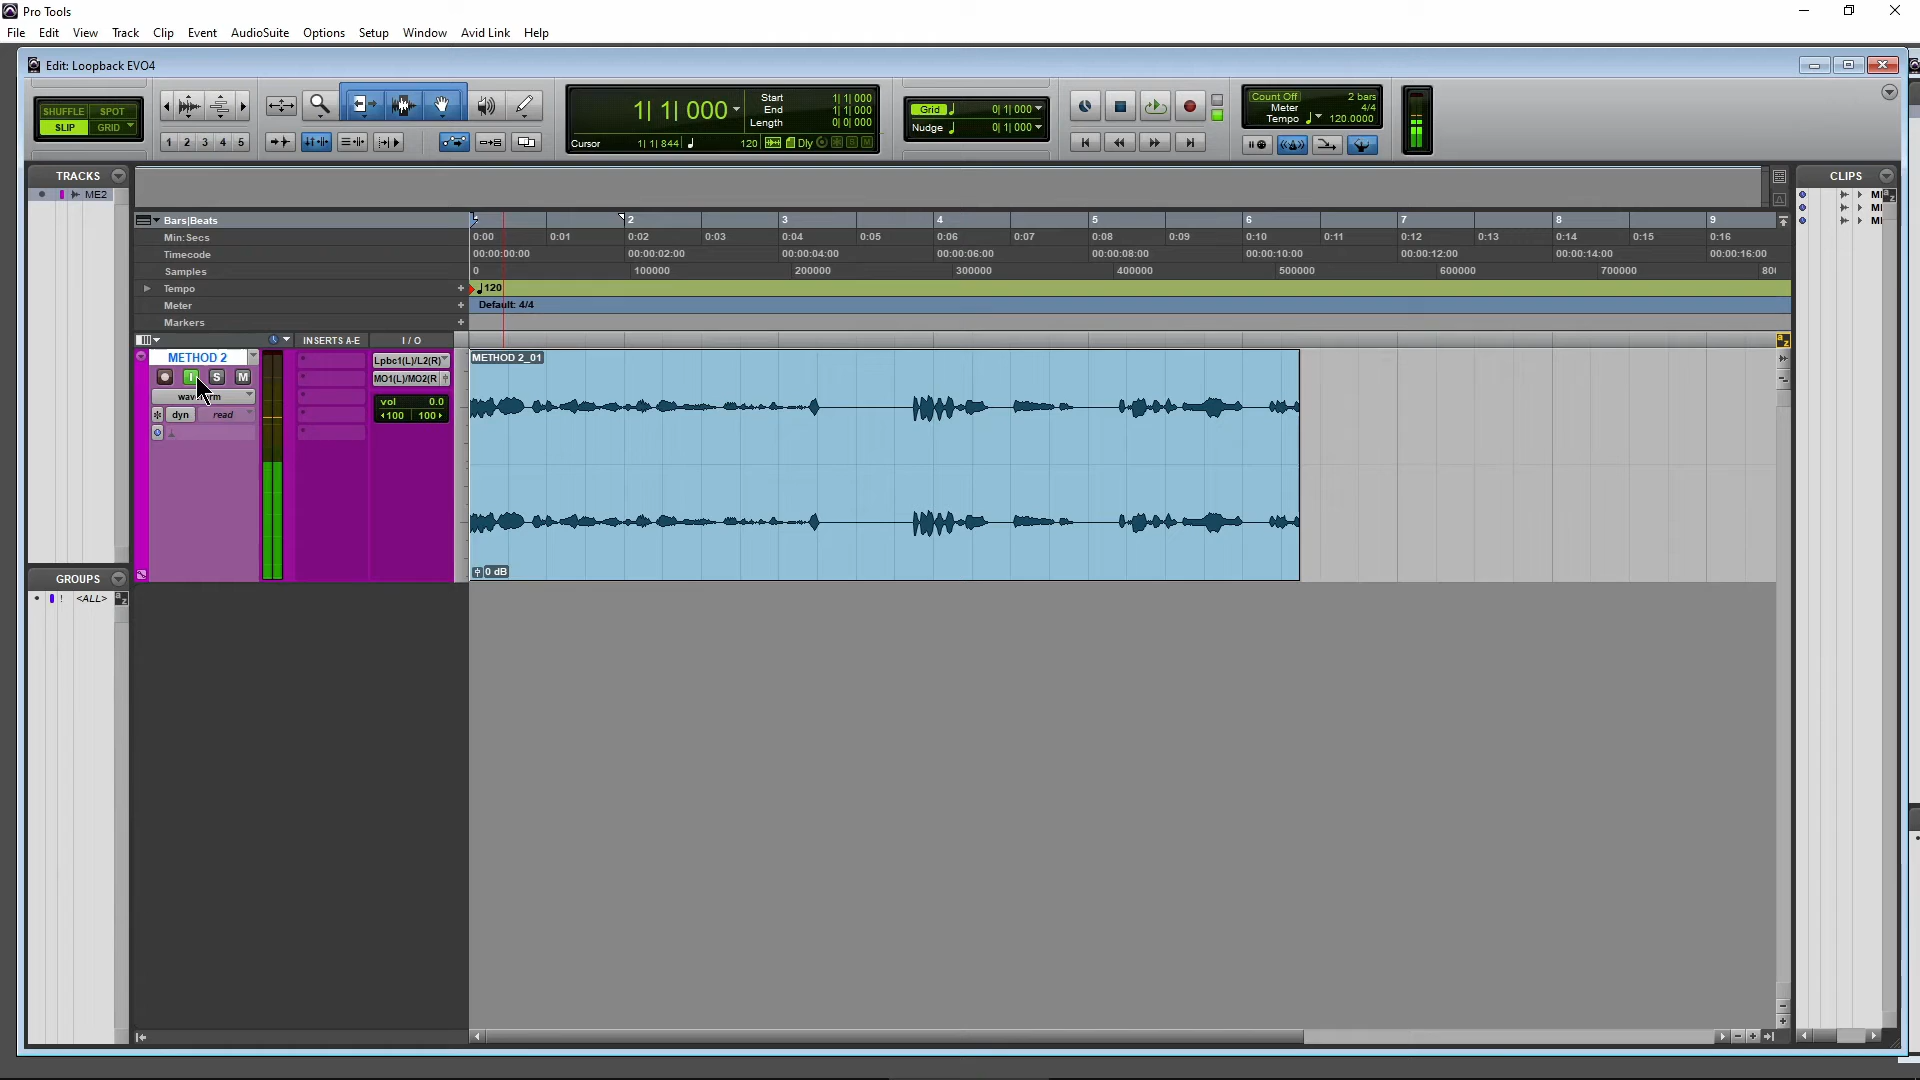 Pro Tools
File Edit View Track Clip Event AudioSuite Options Setup Window Avid Link Help
Edit: Loopback EVO4
SHUFFLE SPOT
SLIP GRID
1 2 3 4 5
1| 1| 000
Start 1| 1| 000
End 1| 1| 000
Length 0| 0| 000
Cursor 1| 1| 844 120 Dly
Grid 0| 1| 000
Nudge 0| 1| 000
Count Off 2 bars
Meter 4/4
Tempo 120.0000
TRACKS
ME2
CLIPS
Bars|Beats 2 3 4 5 6 7 8 9
Min:Secs 0:00 0:01 0:02 0:03 0:04 0:05 0:06 0:07 0:08 0:09 0:10 0:11 0:12 0:13 0:14 0:15 0:16
Timecode 00:00:00:00 00:00:02:00 00:00:04:00 00:00:06:00 00:00:08:00 00:00:10:00 00:00:12:00 00:00:14:00 00:00:16:00
Samples 0 100000 200000 300000 400000 500000 600000 700000
Tempo + 120
Meter + Default: 4/4
Markers +
INSERTS A-E I / O
METHOD 2
I S M
dyn read
Lpbc1(L)/L2(R)
MO1(L)/MO2(R
vol 0.0
100 100
METHOD 2_01
0 dB
GROUPS
! <ALL>